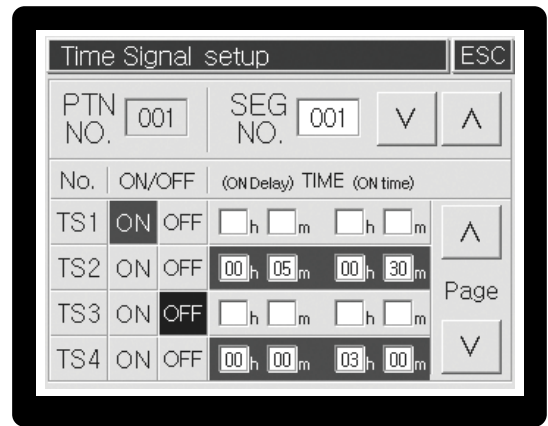 Time Signal setup ESC
PTN NO. 001 SEG NO. 001 V Λ
No. ON/OFF (ON Delay) TIME (ON time)
TS1 ON OFF h m h m Λ
TS2 ON OFF 00 h 05 m 00 h 30 m
Page
TS3 ON OFF h m h m
TS4 ON OFF 00 h 00 m 03 h 00 m V